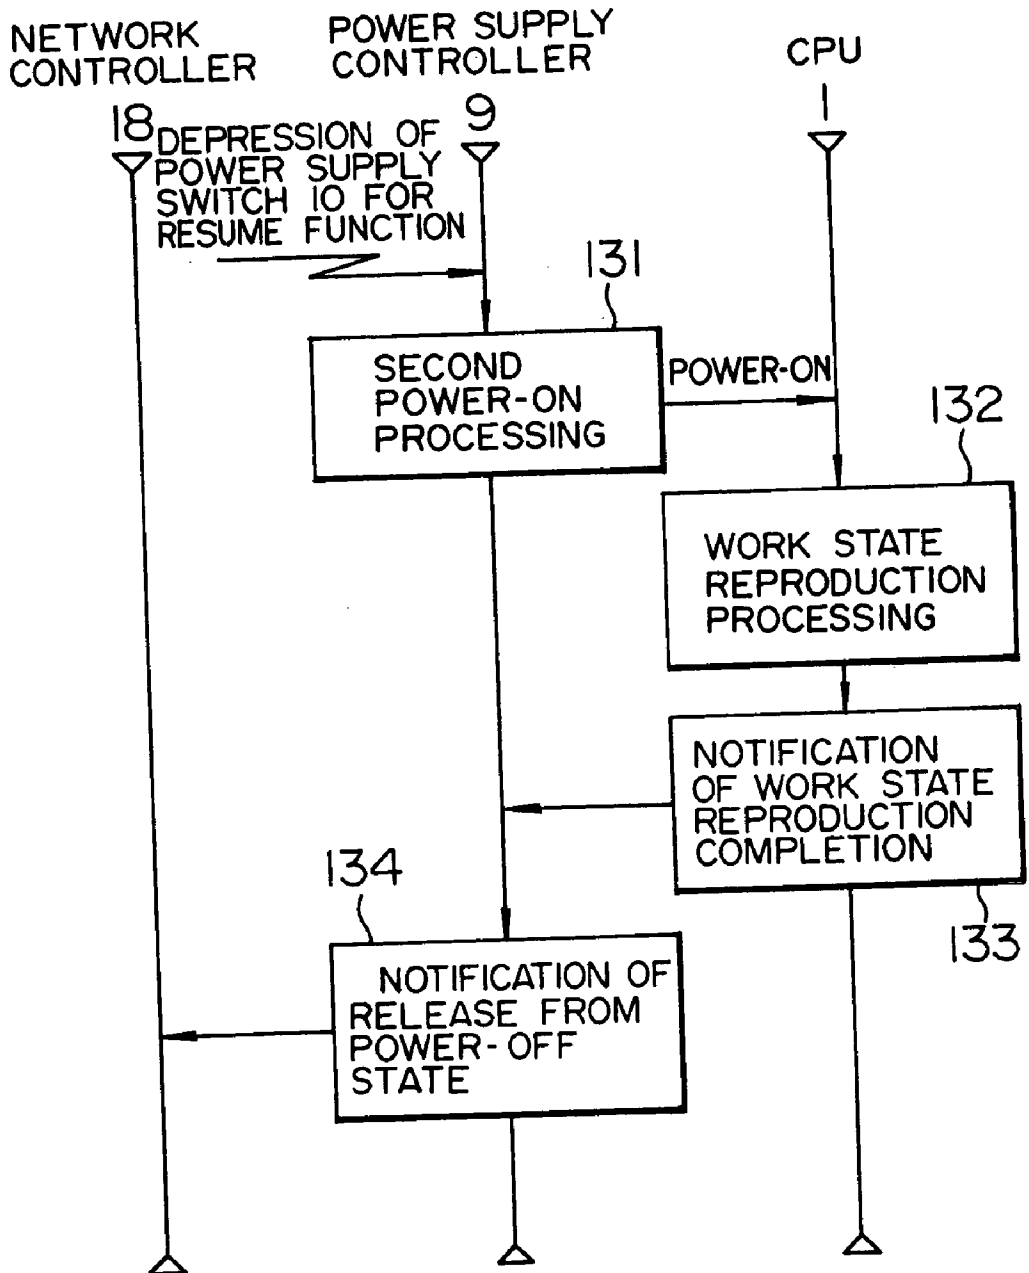 NETWORK
CONTROLLER
18
POWER SUPPLY
CONTROLLER
9
CPU
1
DEPRESSION OF
POWER SUPPLY
SWITCH 10 FOR
RESUME FUNCTION
131
SECOND
POWER-ON
PROCESSING
POWER-ON
132
WORK STATE
REPRODUCTION
PROCESSING
NOTIFICATION
OF WORK STATE
REPRODUCTION
COMPLETION
133
134
NOTIFICATION OF
RELEASE FROM
POWER-OFF
STATE